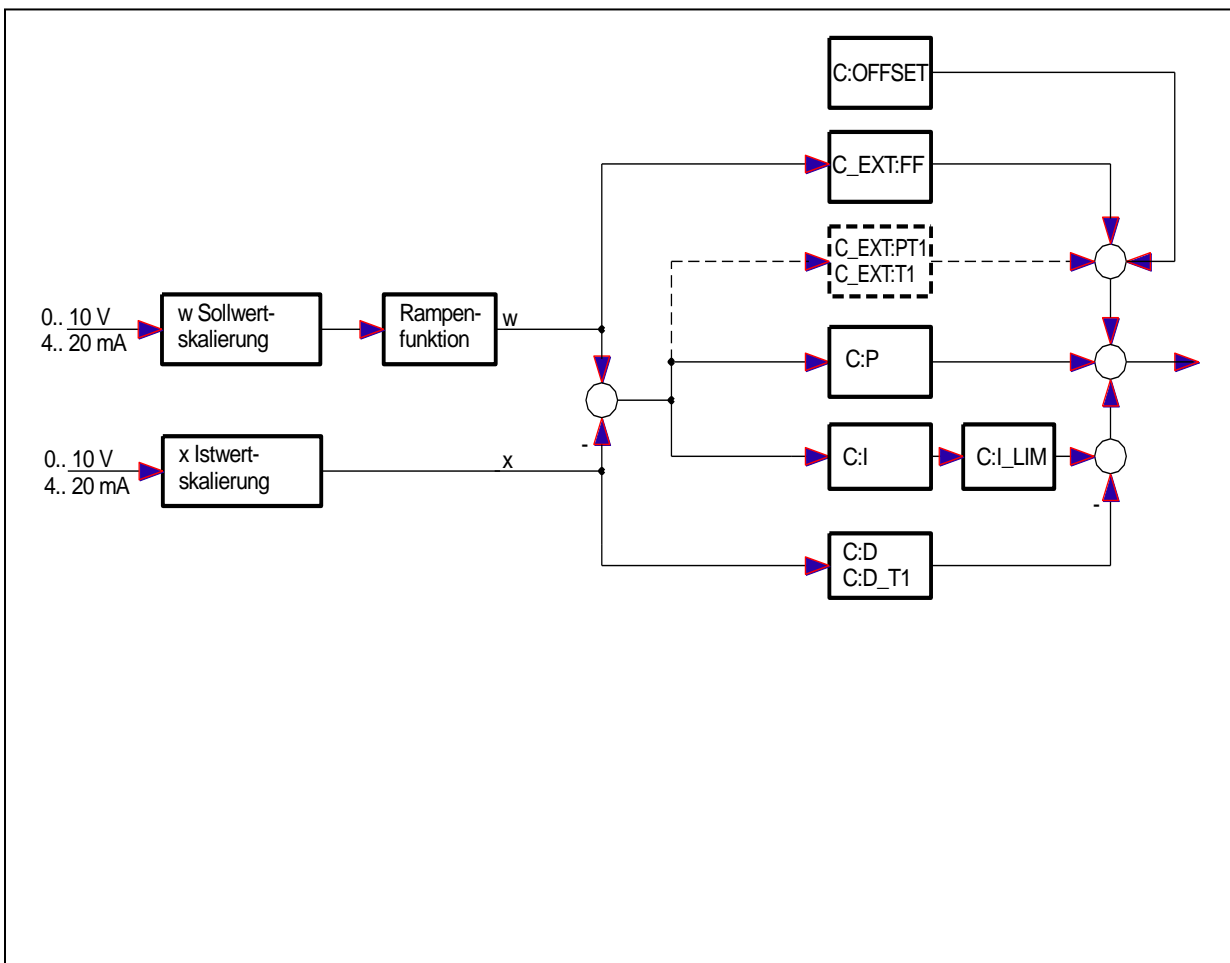 C:OFFSET
C_EXT:FF
C_EXT:PT1
C_EXT:T1
0.. 10 V
4.. 20 mA
w Sollwert-
skalierung
Rampen-
funktion
w
C:P
-
0.. 10 V
4.. 20 mA
x Istwert-
skalierung
x
C:I
C:I_LIM
-
C:D
C:D_T1